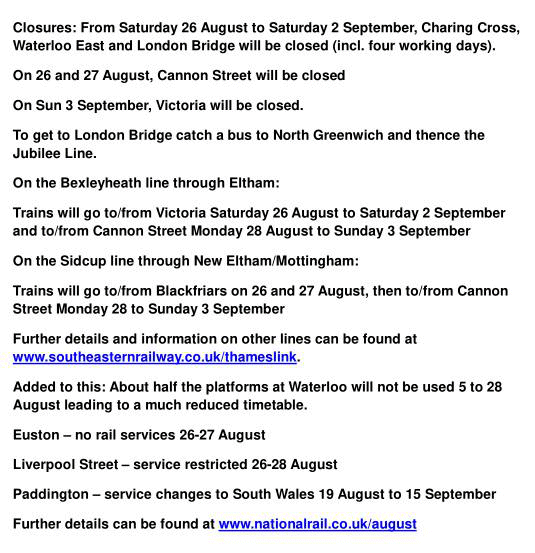 Closures: From Saturday 26 August to Saturday 2 September, Charing Cross,
Waterloo East and London Bridge will be closed (incl. four working days).
On 26 and 27 August, Cannon Street will be closed
On Sun 3 September, Victoria will be closed.
To get to London Bridge catch a bus to North Greenwich and thence the
Jubilee Line.
On the Bexleyheath line through Eltham:
Trains will go to/from Victoria Saturday 26 August to Saturday 2 September
and to/from Cannon Street Monday 28 August to Sunday 3 September
On the Sidcup line through New Eltham/Mottingham:
Trains will go to/from Blackfriars on 26 and 27 August, then to/from Cannon
Street Monday 28 to Sunday 3 September
Further details and information on other lines can be found at
www.southeasternrailway.co.uk/thameslink.
Added to this: About half the platforms at Waterloo will not be used 5 to 28
August leading to a much reduced timetable.
Euston – no rail services 26-27 August
Liverpool Street – service restricted 26-28 August
Paddington – service changes to South Wales 19 August to 15 September
Further details can be found at www.nationalrail.co.uk/august